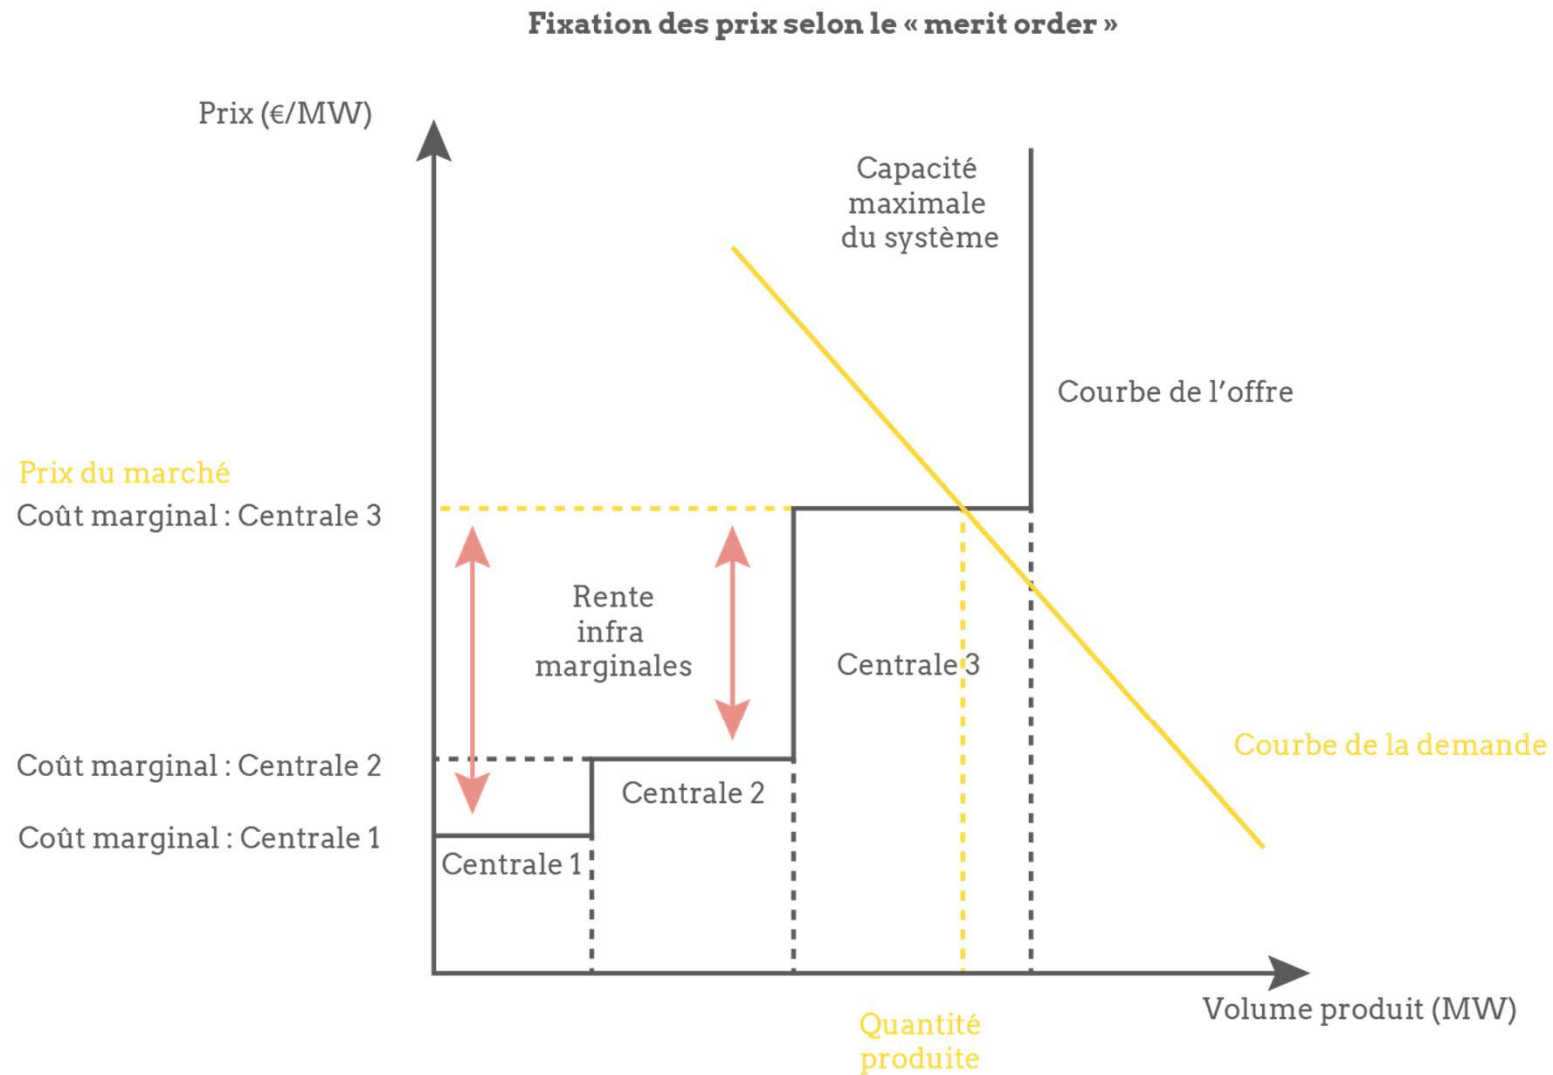 Fixation des prix selon le « merit order »
Prix (€/MW)
Capacité
maximale
du système
Courbe de l’offre
Prix du marché
Coût marginal : Centrale 3
Rente
infra
marginales
Centrale 3
Courbe de la demande
Coût marginal : Centrale 2
Centrale 2
Coût marginal : Centrale 1
Centrale 1
Volume produit (MW)
Quantité
produite